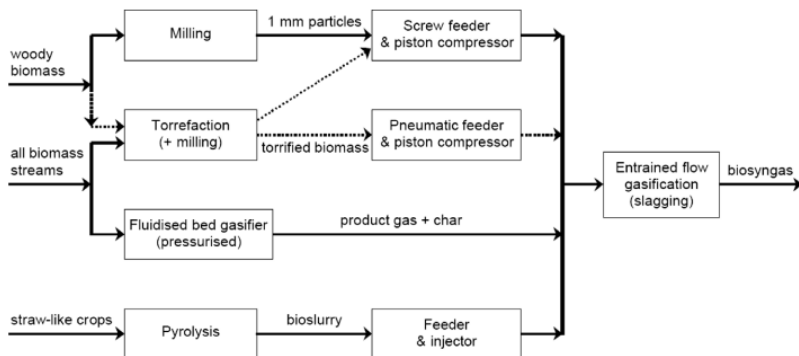 woody
biomass
Milling
1 mm particles
Screw feeder
& piston compressor
Torrefaction
(+ milling)
torrified biomass
Pneumatic feeder
& piston compressor
all biomass
streams
Fluidised bed gasifier
(pressurised)
product gas + char
Entrained flow
gasification
(slagging)
biosyngas
straw-like crops
Pyrolysis
bioslurry
Feeder
& injector